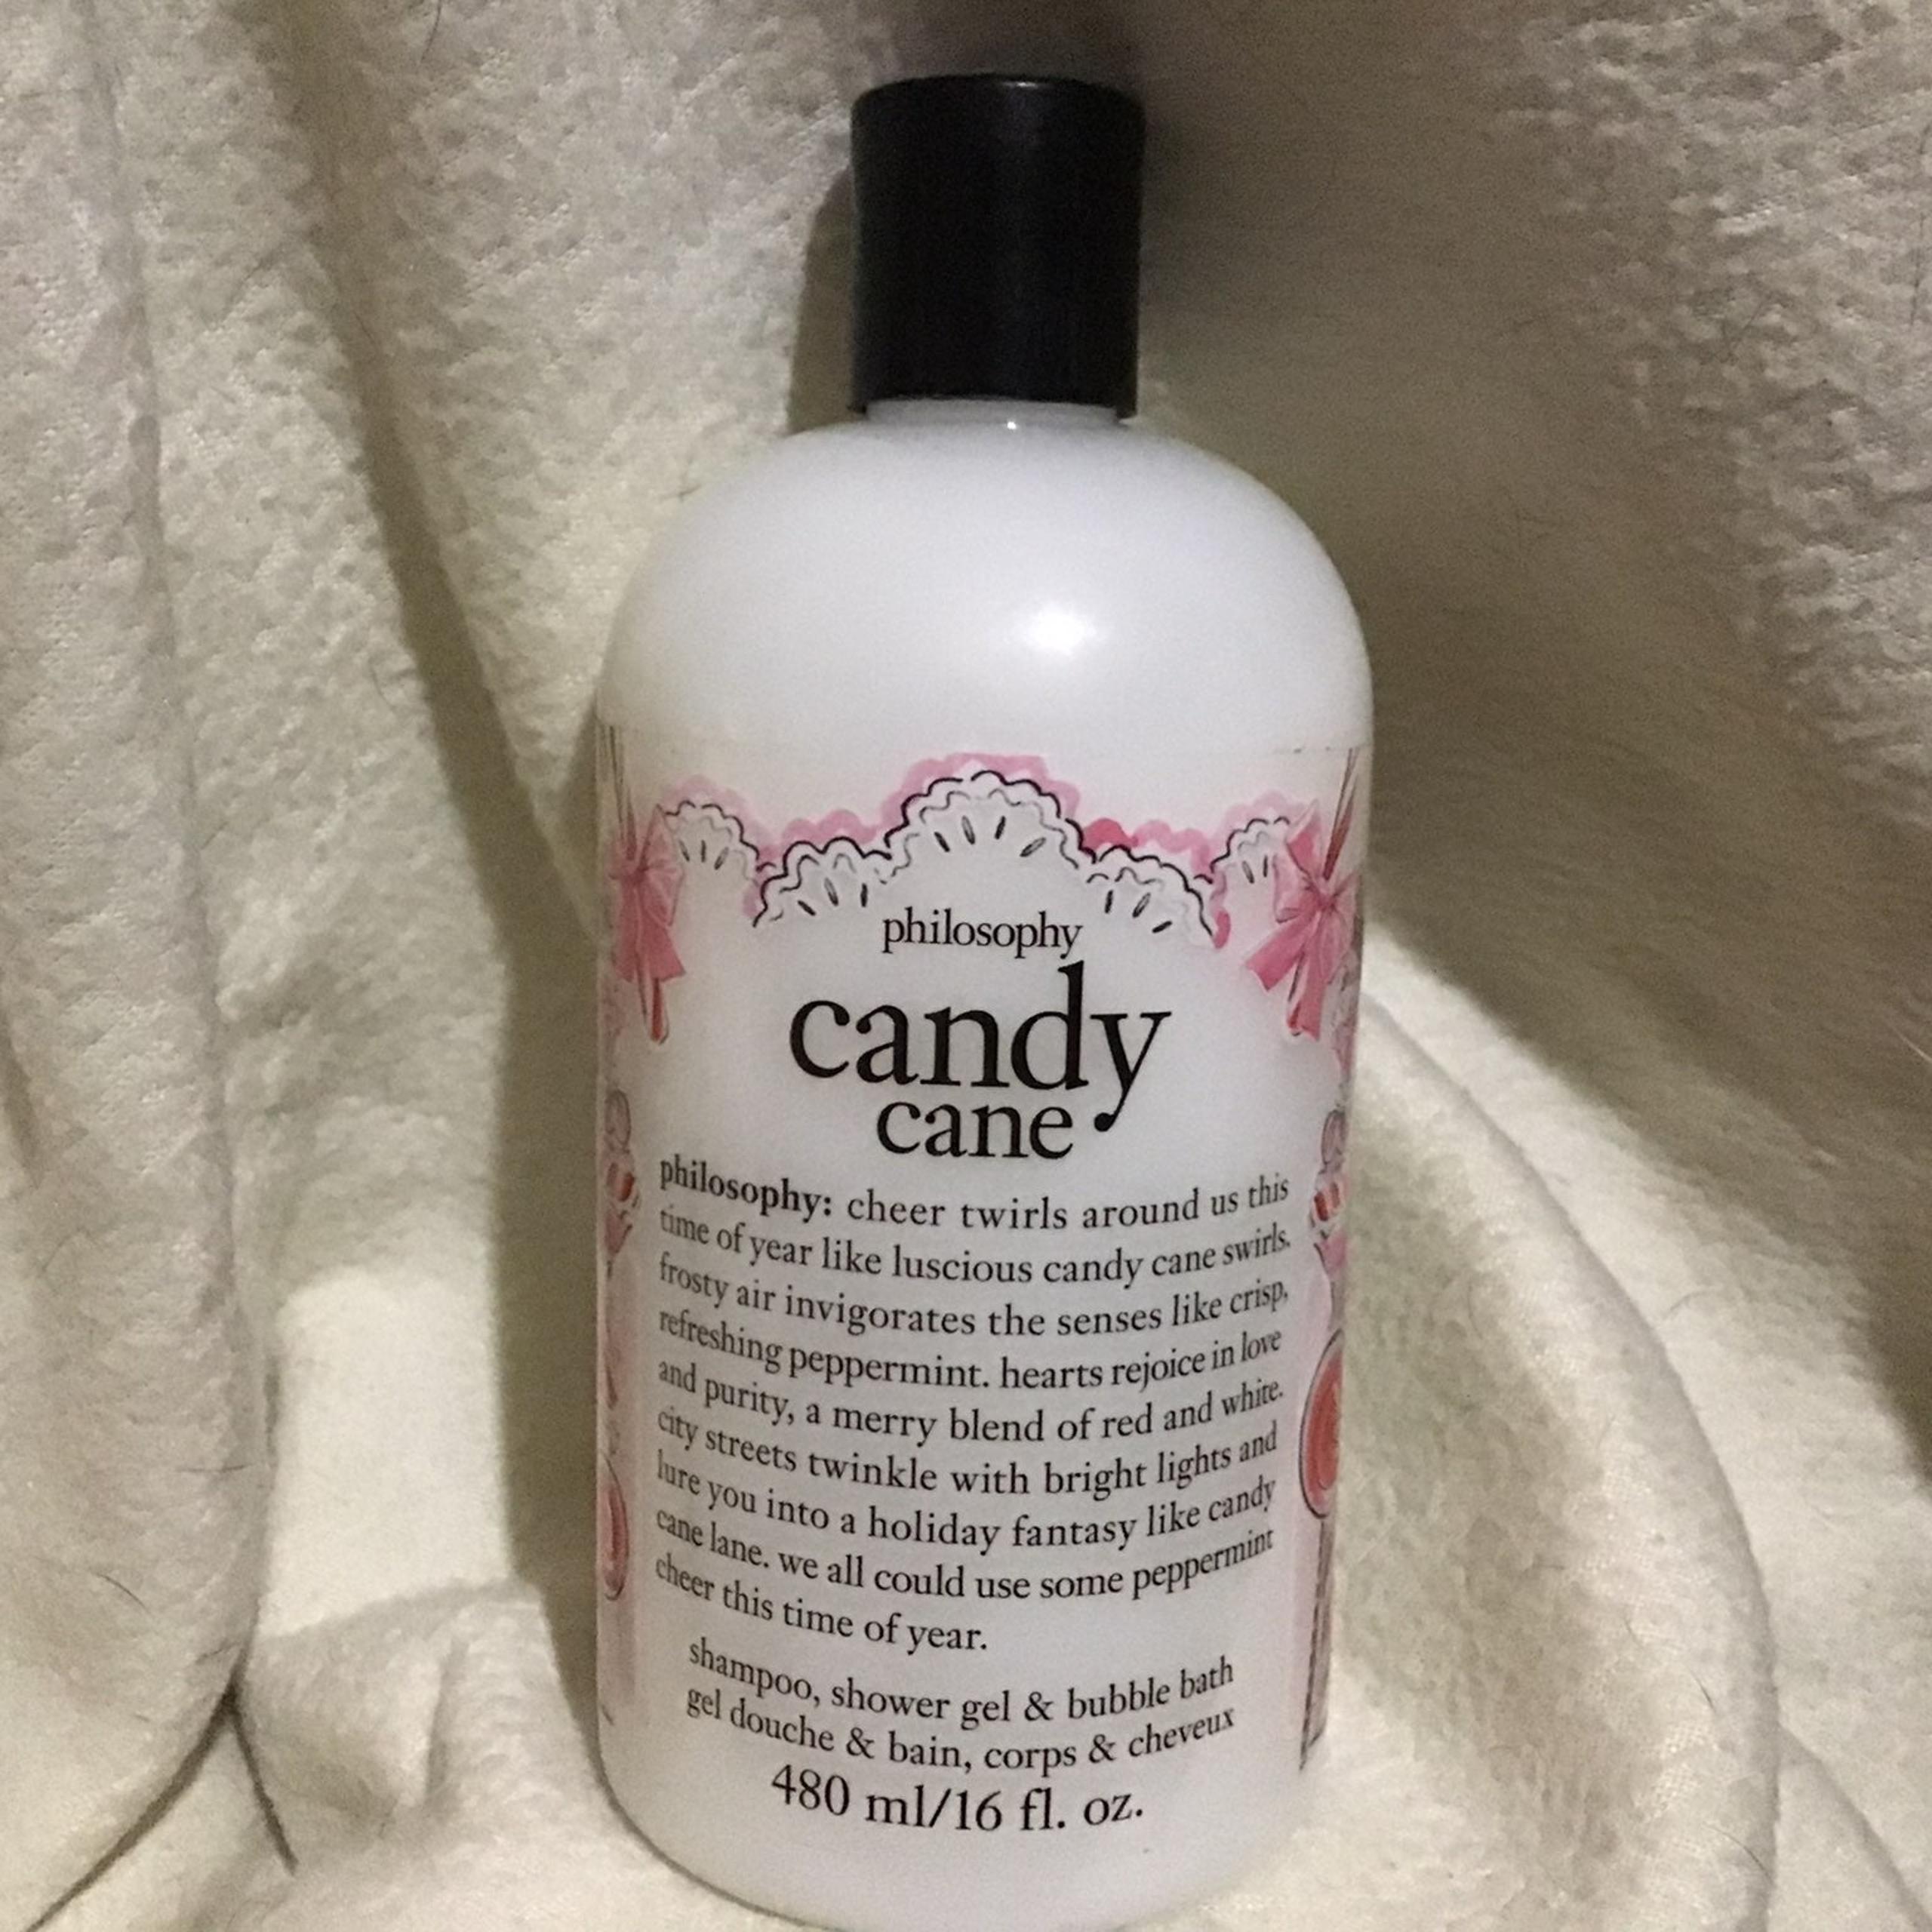 philosophy
candy
cane
philosophy: cheer twirls around us this
time of year like luscious candy cane swirls.
frosty air invigorates the senses like crisp,
refreshing peppermint. hearts rejoice in love
and purity, a merry blend of red and white.
city streets twinkle with bright lights and
lure you into a holiday fantasy like candy
cane lane. we all could use some peppermint
cheer this time of year.
shampoo, shower gel & bubble bath
gel douche & bain, corps & cheveux
480 ml/16 fl. oz.